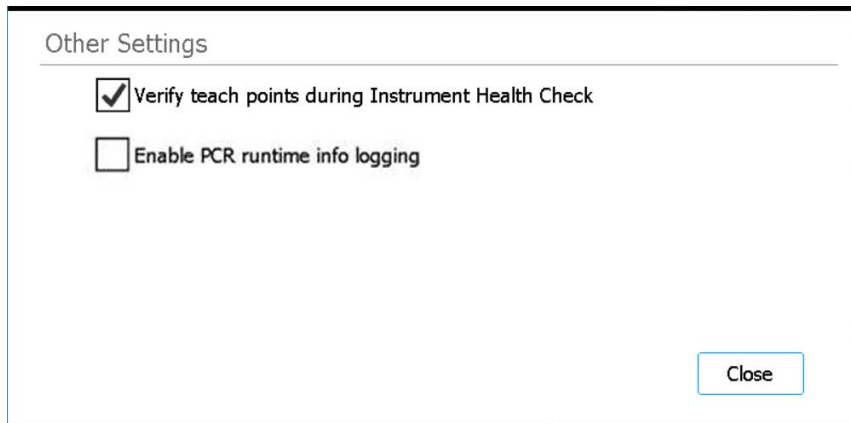 Other Settings
Verify teach points during Instrument Health Check
Enable PCR runtime info logging
Close